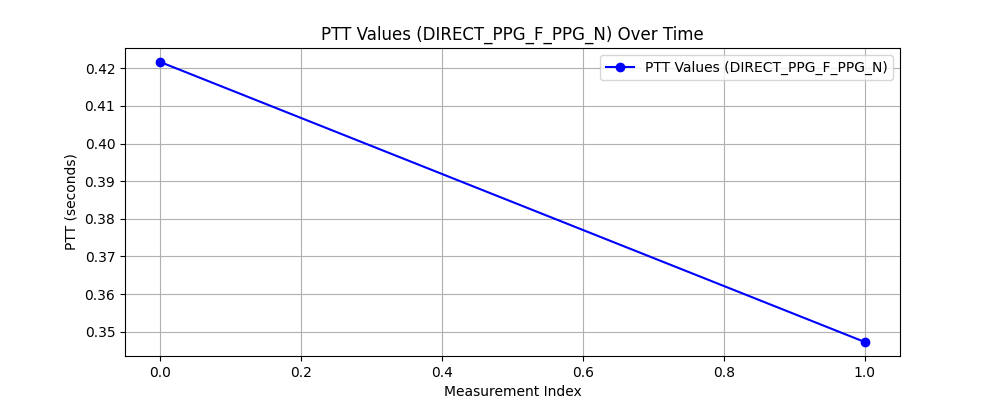 PTT Values (DIRECT_PPG_F_PPG_N) Over Time
PTT Values (DIRECT_PPG_F_PPG_N)
PTT (seconds)
0.42
0.41
0.40
0.39
0.38
0.37
0.36
0.35
0.0 0.2 0.4 0.6 0.8 1.0
Measurement Index